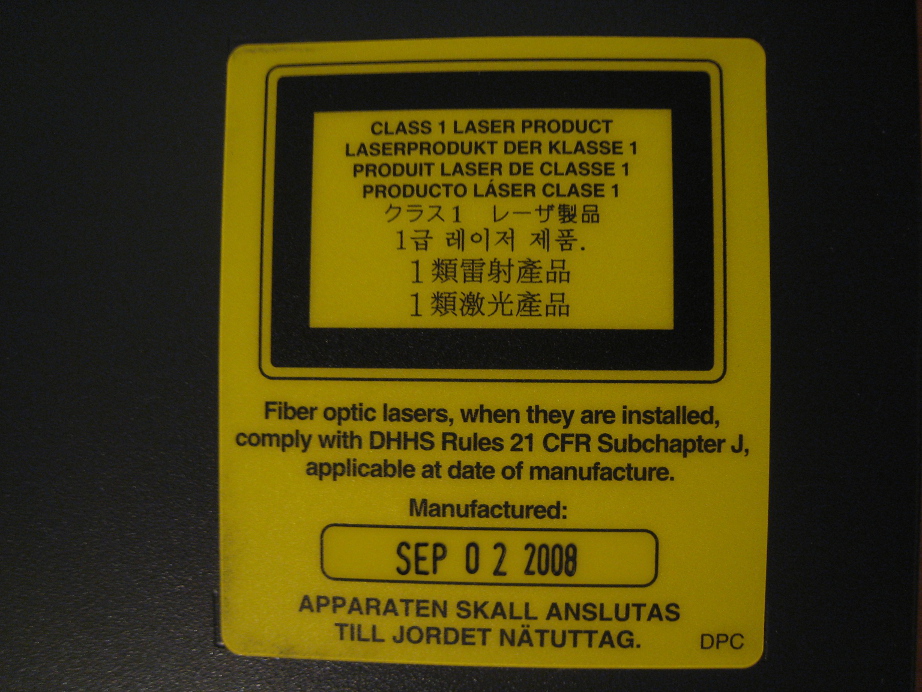 CLASS 1 LASER PRODUCT
LASERPRODUKT DER KLASSE 1
PRODUIT LASER DE CLASSE 1
PRODUCTO LÁSER CLASE 1
クラス1 レーザ製品
1급 레이저 제품.
1類雷射產品
1類激光產品
Fiber optic lasers, when they are installed,
comply with DHHS Rules 21 CFR Subchapter J,
applicable at date of manufacture.
Manufactured:
SEP 02 2008
APPARATEN SKALL ANSLUTAS
TILL JORDET NÄTUTTAG.
DPC